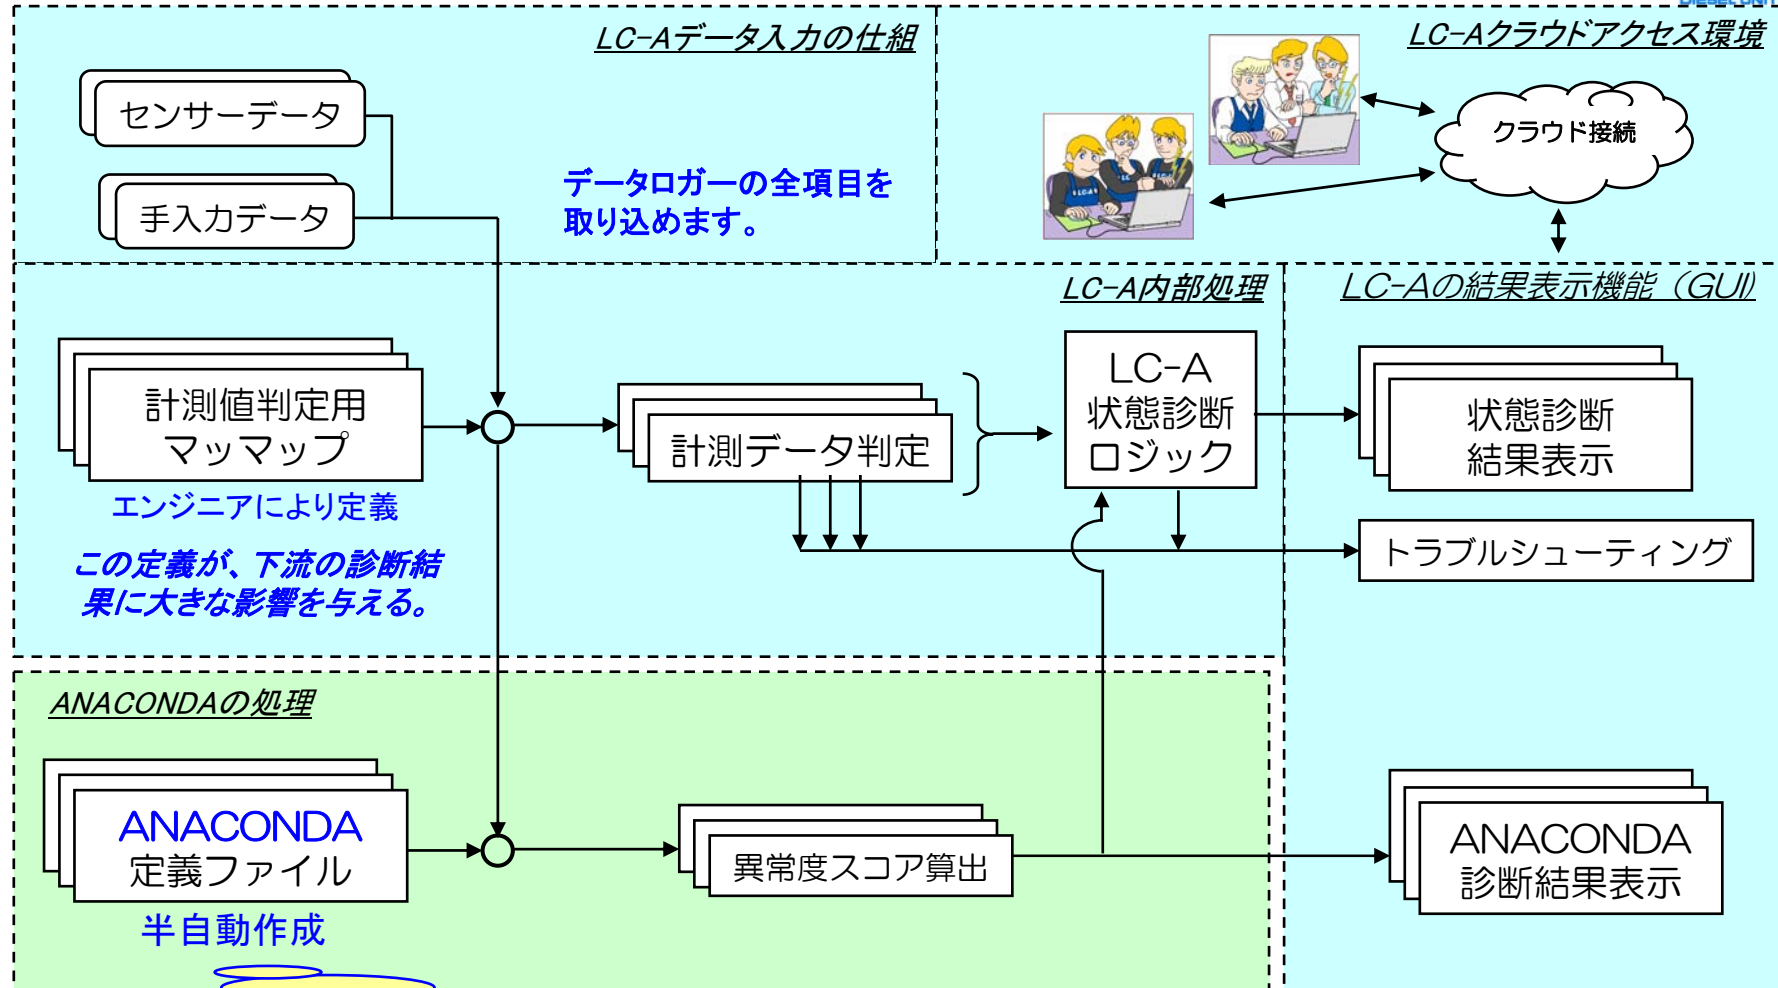 DIESEL UNIT
LC-Aデータ入力の仕組
LC-Aクラウドアクセス環境
センサーデータ
手入力データ
データロガーの全項目を
取り込めます。
クラウド接続
LC-A内部処理
LC-Aの結果表示機能（GUI)
計測値判定用
マッマップ
エンジニアにより定義
この定義が、下流の診断結
果に大きな影響を与える。
計測データ判定
LC-A
状態診断
ロジック
状態診断
結果表示
トラブルシューティング
ANACONDAの処理
ANACONDA
定義ファイル
半自動作成
異常度スコア算出
ANACONDA
診断結果表示